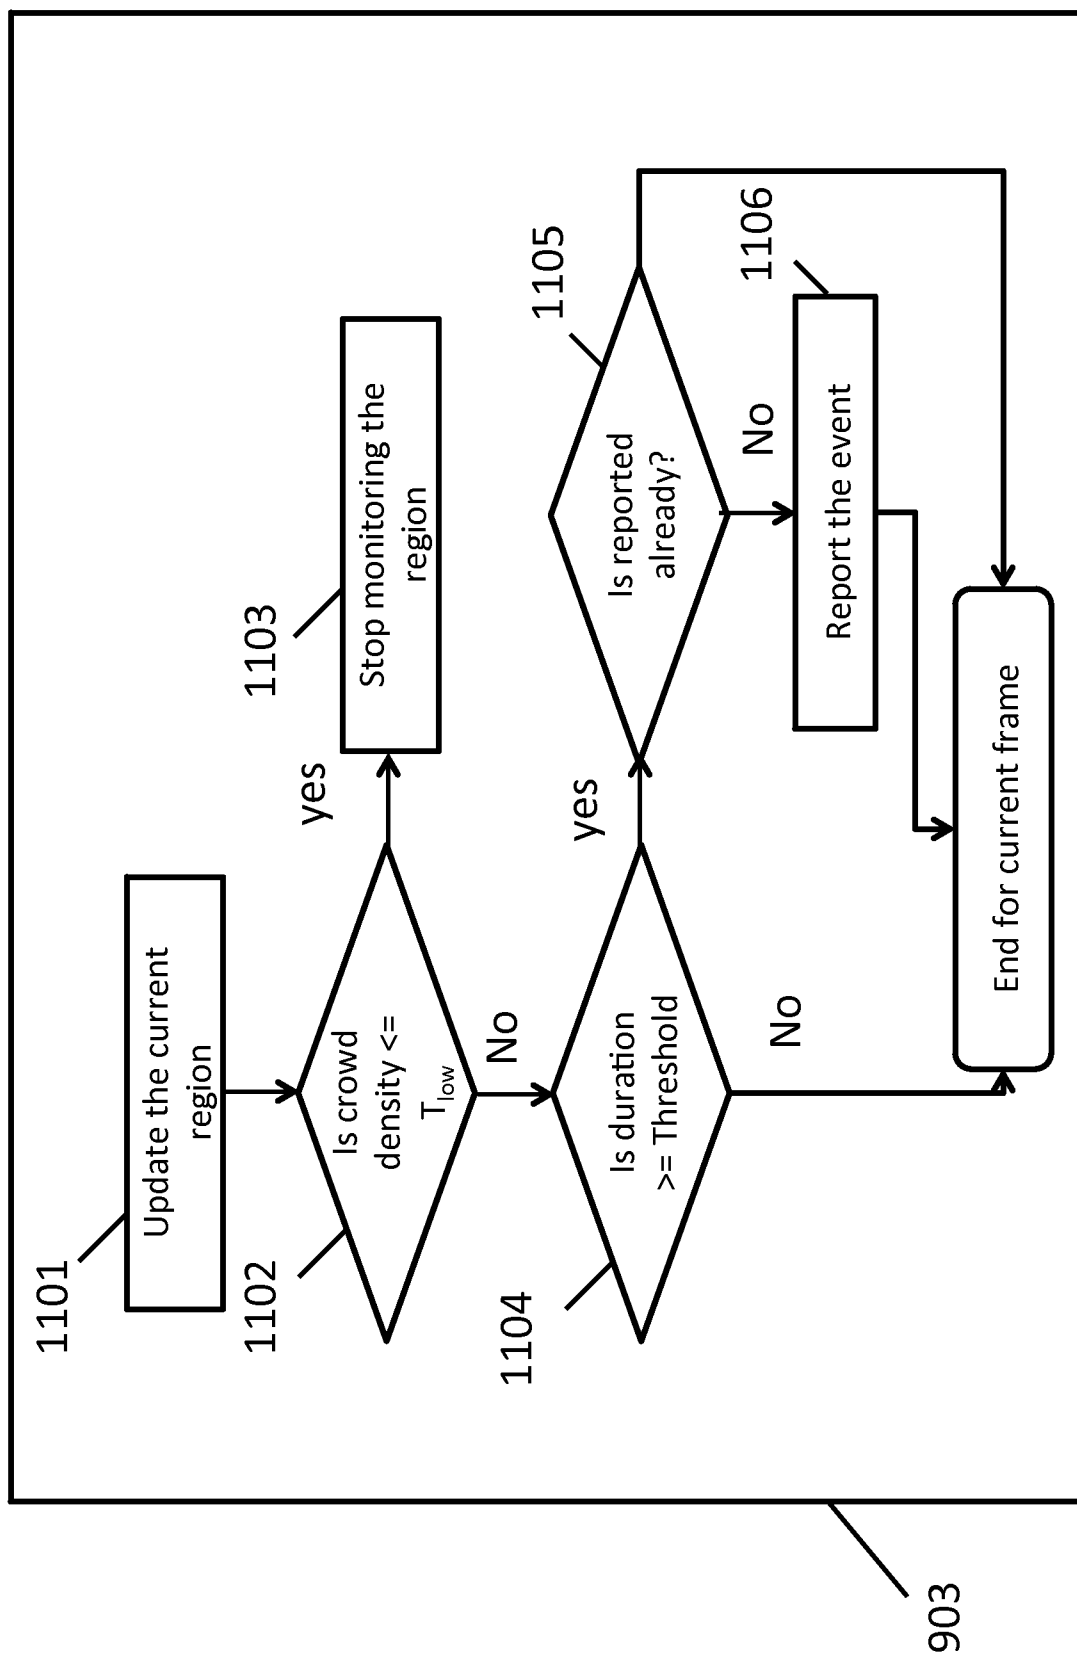 1101
Update the current
region
1102
Is crowd
density <=
Tlow
yes
1103
Stop monitoring the
region
No
1104
Is duration
>= Threshold
yes
1105
Is reported
already?
No
1106
Report the event
No
End for current frame
903